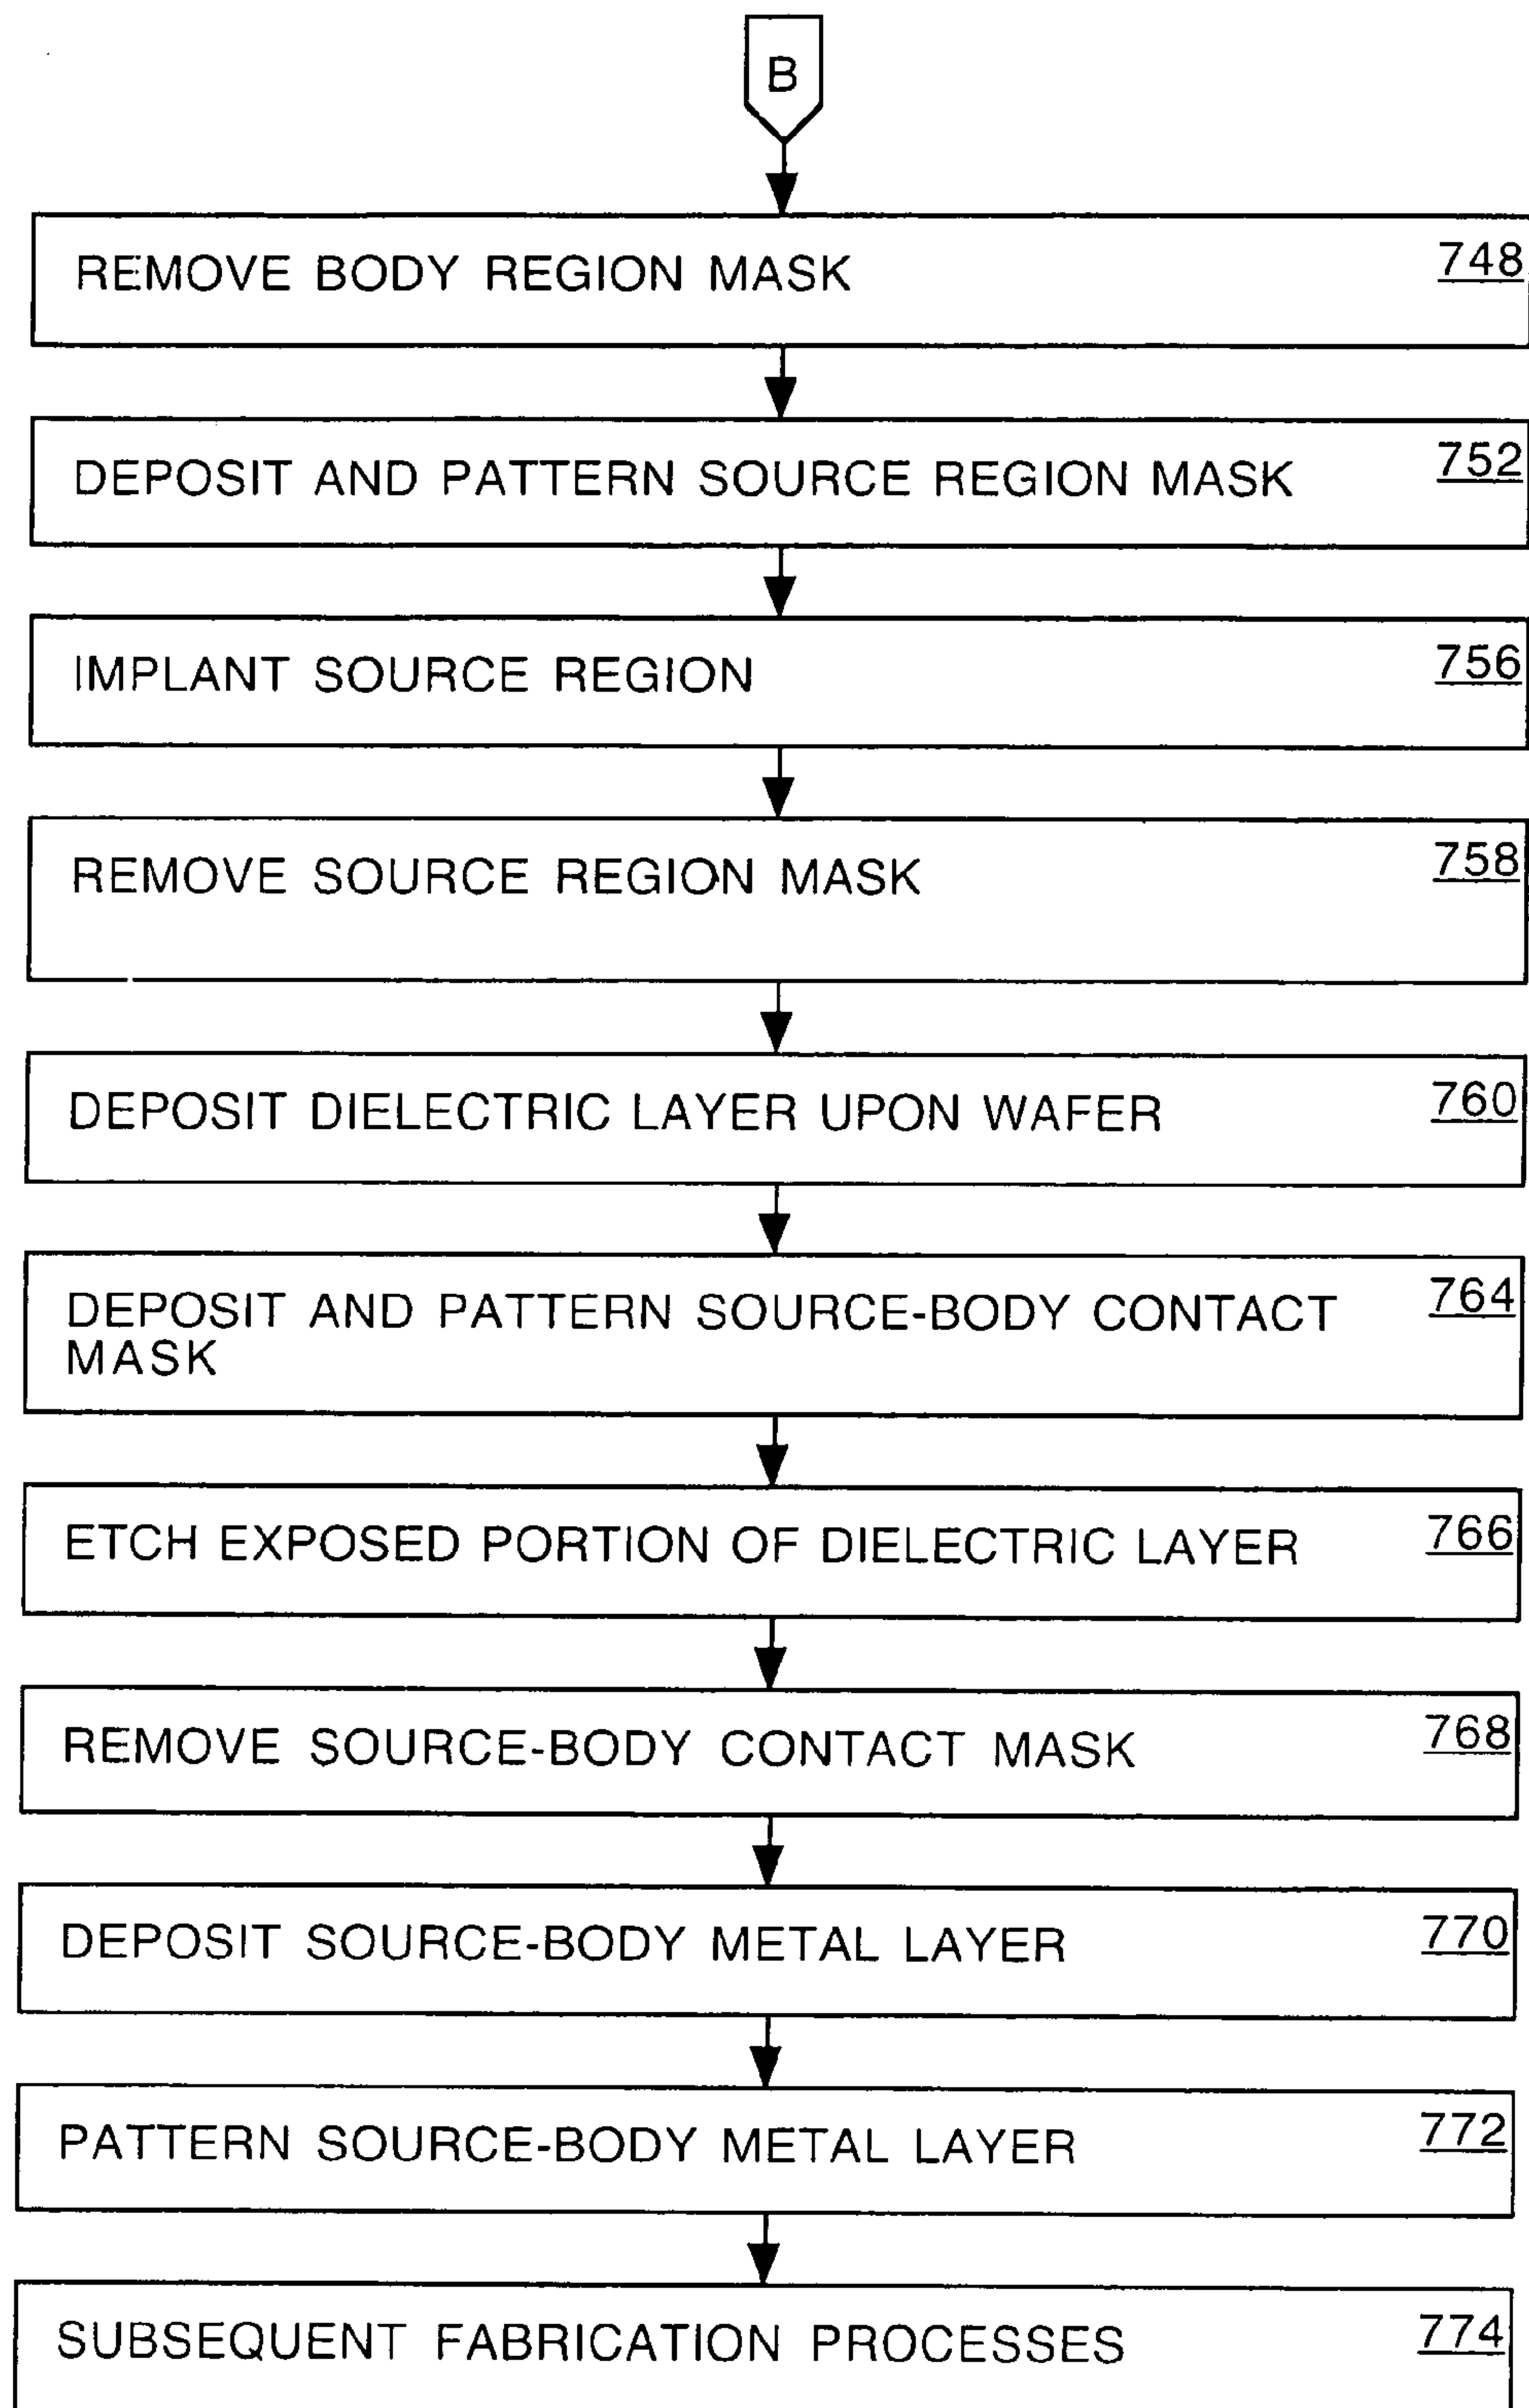 B
REMOVE BODY REGION MASK 748
DEPOSIT AND PATTERN SOURCE REGION MASK 752
IMPLANT SOURCE REGION 756
REMOVE SOURCE REGION MASK 758
DEPOSIT DIELECTRIC LAYER UPON WAFER 760
DEPOSIT AND PATTERN SOURCE-BODY CONTACT 764
MASK
ETCH EXPOSED PORTION OF DIELECTRIC LAYER 766
REMOVE SOURCE-BODY CONTACT MASK 768
DEPOSIT SOURCE-BODY METAL LAYER 770
PATTERN SOURCE-BODY METAL LAYER 772
SUBSEQUENT FABRICATION PROCESSES 774